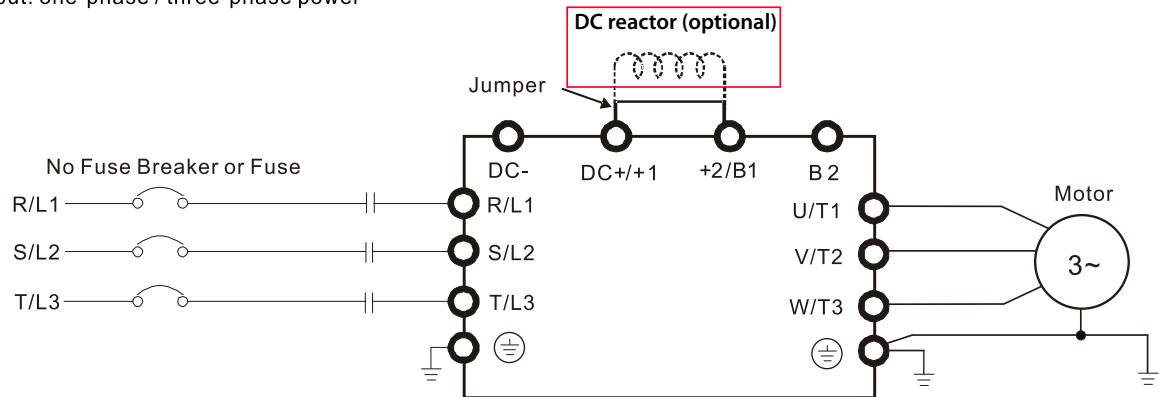 out: one-phase / three-phase power
DC reactor (optional)
Jumper
DC-
DC+/+1
+2/B1
B2
No Fuse Breaker or Fuse
Motor
R/L1
R/L1
U/T1
S/L2
S/L2
V/T2
3~
T/L3
T/L3
W/T3